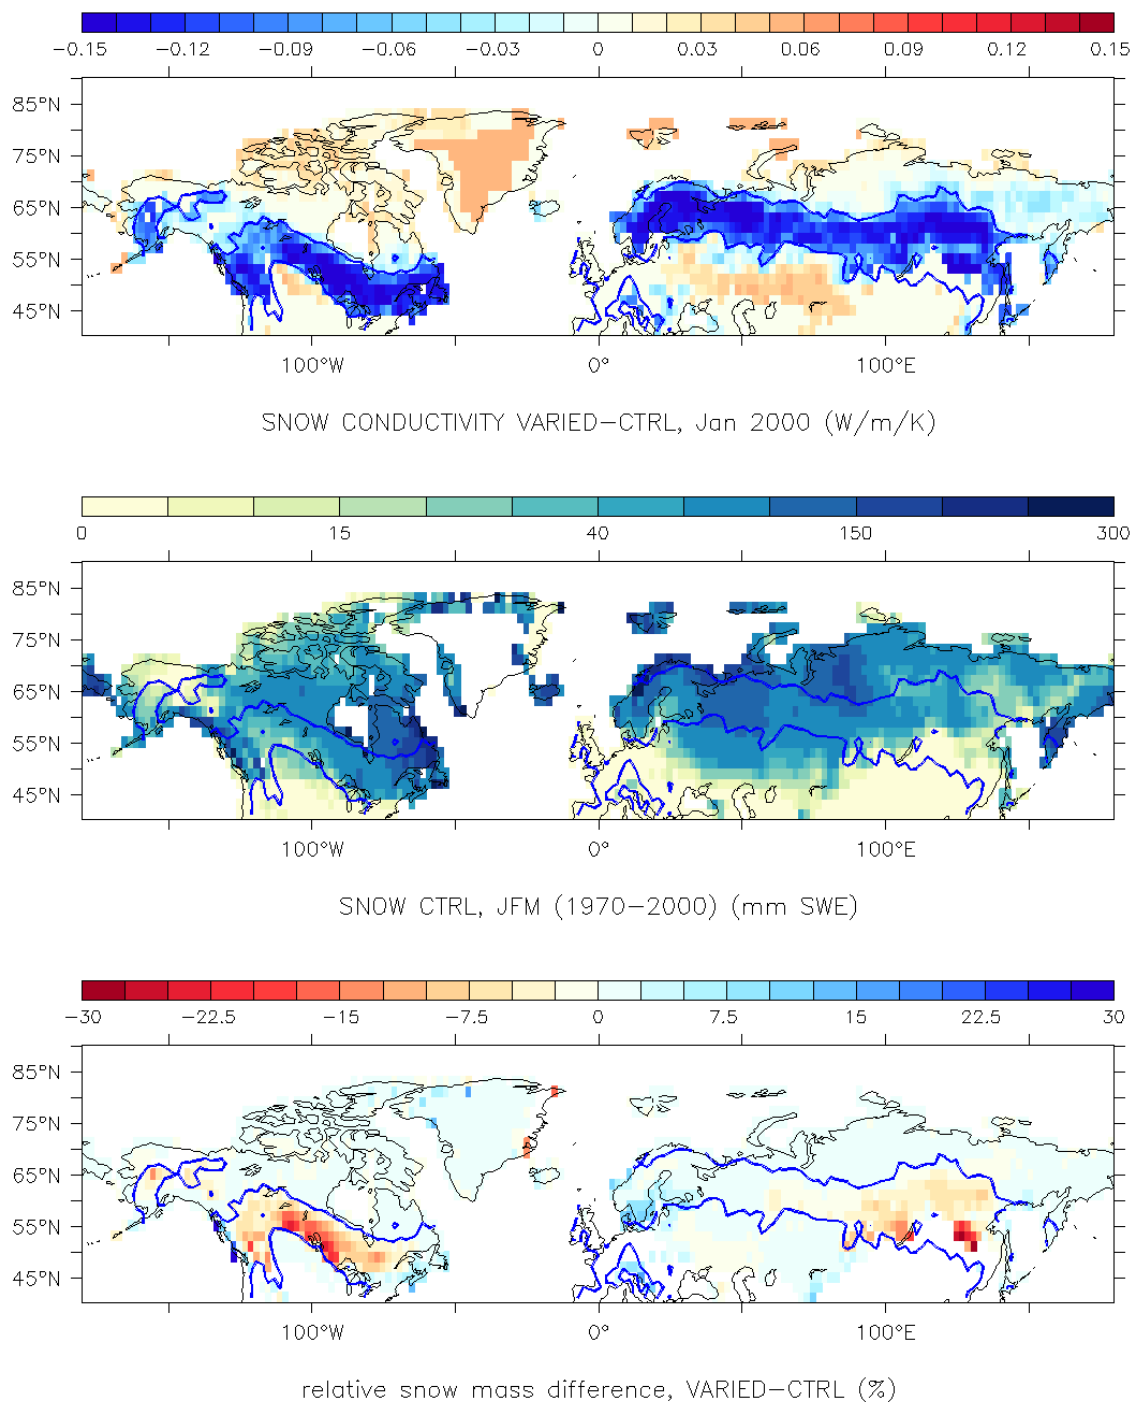 −0.15 −0.12 −0.09 −0.06 −0.03 0 0.03 0.06 0.09 0.12 0.15
85°N
75°N
65°N
55°N
45°N
100°W 0° 100°E
SNOW CONDUCTIVITY VARIED−CTRL, Jan 2000 (W/m/K)
0 15 40 150 300
85°N
75°N
65°N
55°N
45°N
100°W 0° 100°E
SNOW CTRL, JFM (1970−2000) (mm SWE)
−30 −22.5 −15 −7.5 0 7.5 15 22.5 30
85°N
75°N
65°N
55°N
45°N
100°W 0° 100°E
relative snow mass difference, VARIED−CTRL (%)